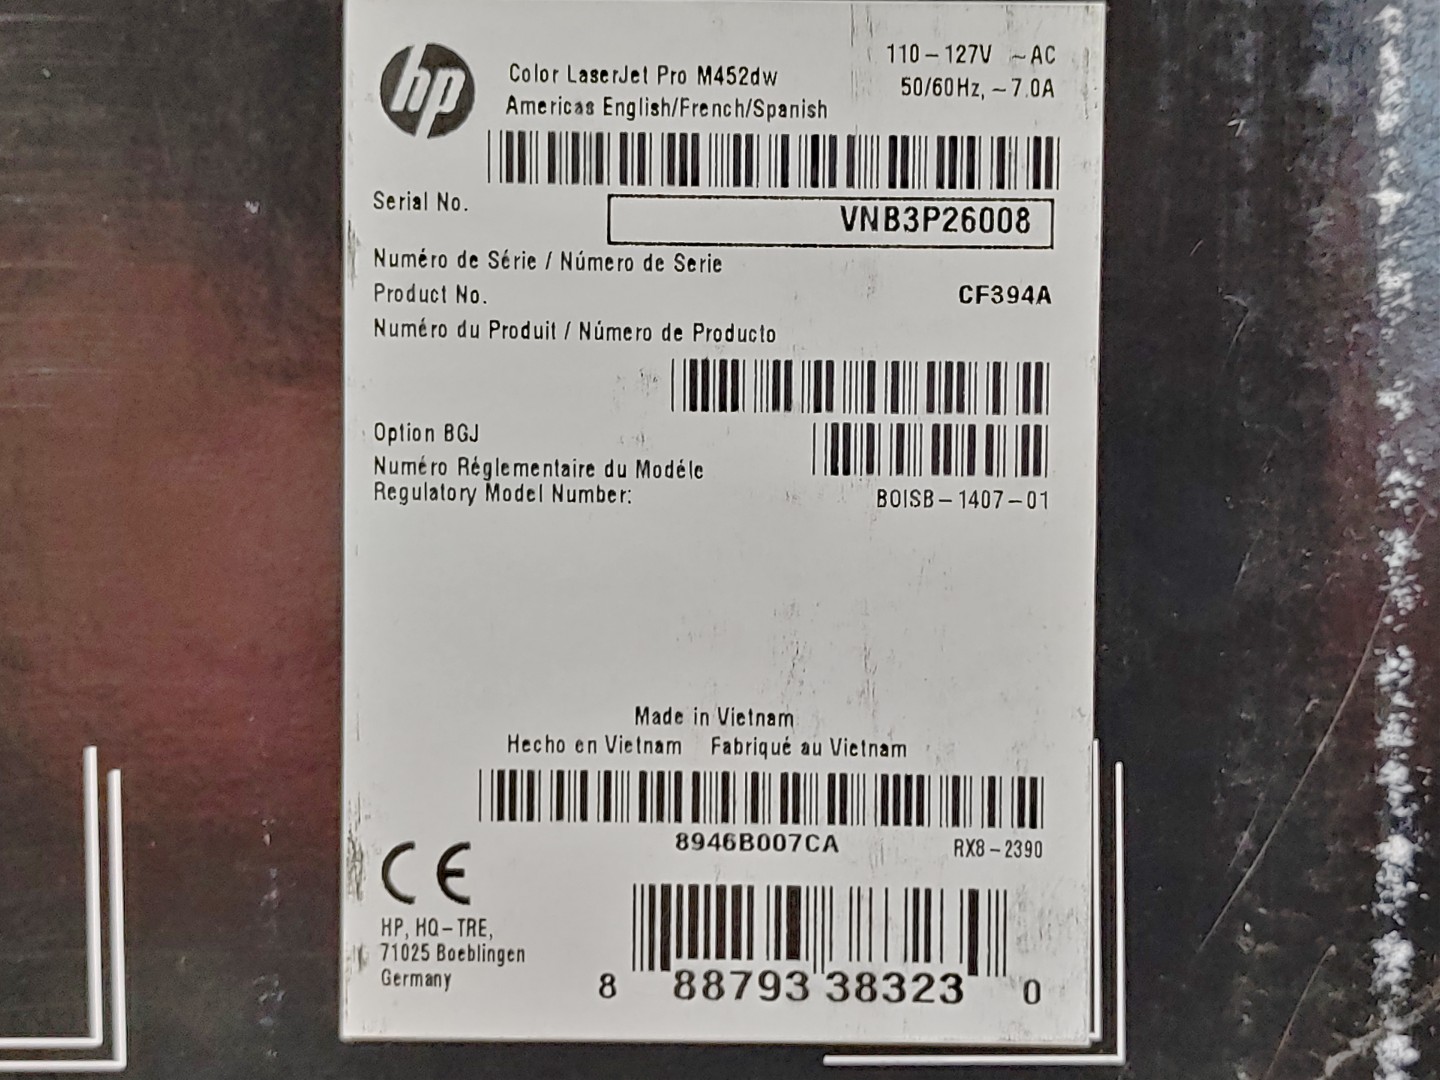 hp
Color LaserJet Pro M452dw
Americas English/French/Spanish
110-127V ~AC
50/60Hz, ~7.0A
Serial No.
VNB3P26008
Numéro de Série / Número de Serie
Product No.
CF394A
Numéro du Produit / Número de Producto
Option BGJ
Numéro Réglementaire du Modéle
Regulatory Model Number:
BOISB-1407-01
Made in Vietnam
Hecho en Vietnam Fabriqué au Vietnam
8946B007CA
RX8-2390
CE
HP, HQ-TRE,
71025 Boeblingen
Germany
8 88793 38323 0